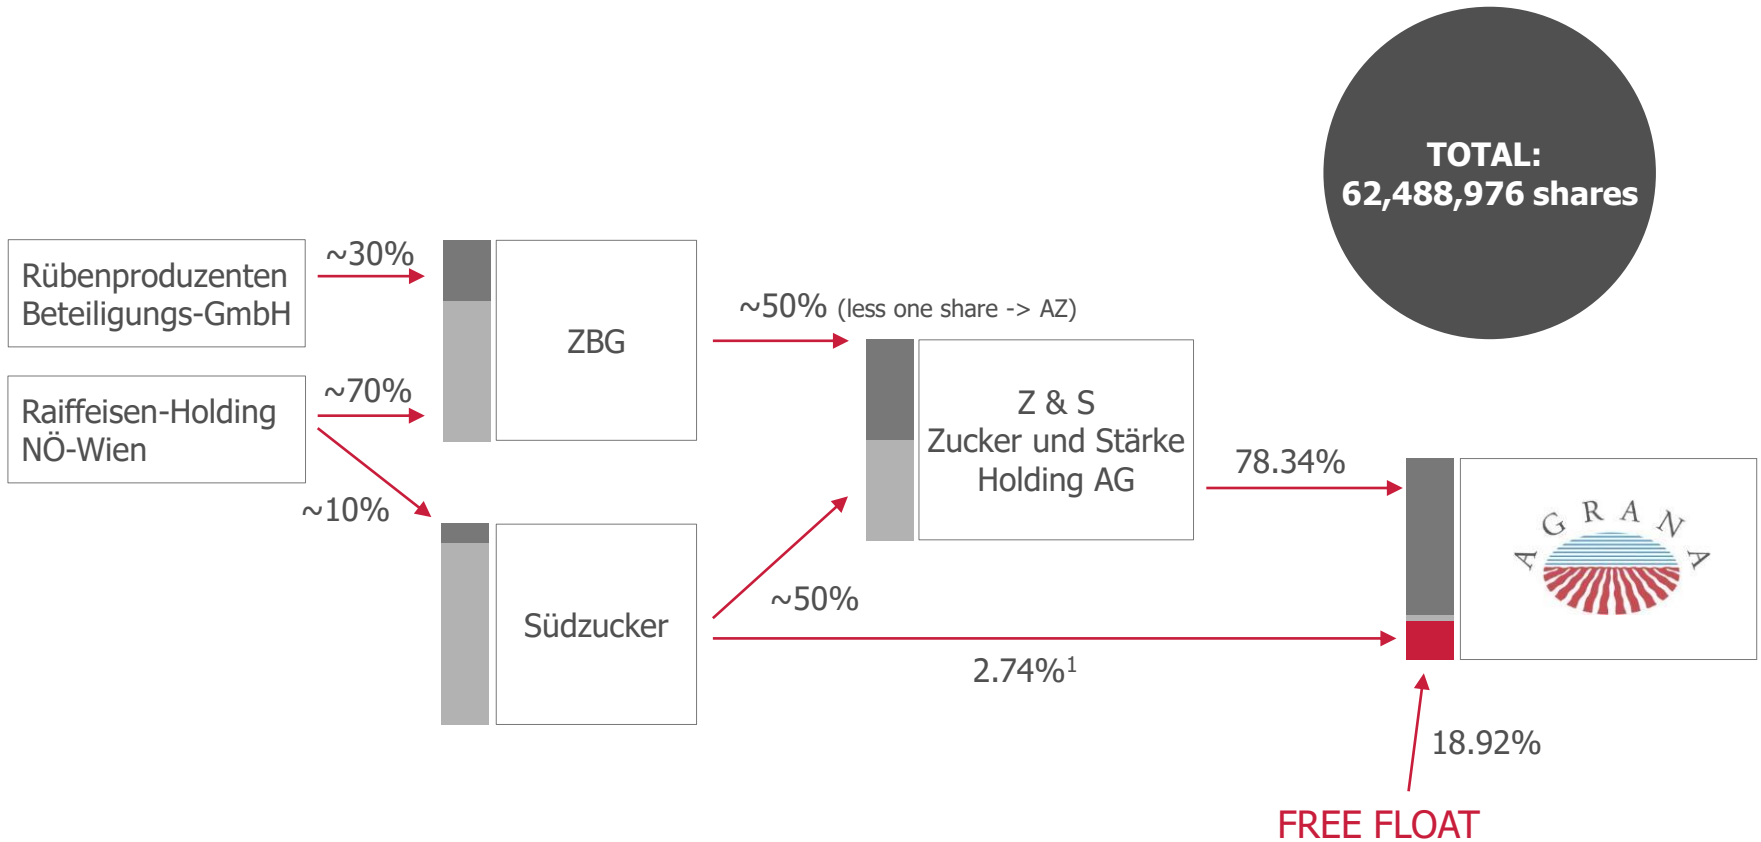 TOTAL:
62,488,976 shares
Rübenproduzenten
Beteiligungs-GmbH
~30%
ZBG
~50% (less one share -> AZ)
Raiffeisen-Holding
NÖ-Wien
~70%
~10%
Z & S
Zucker und Stärke
Holding AG
78.34%
AGRANA
Südzucker
~50%
2.74%¹
18.92%
FREE FLOAT